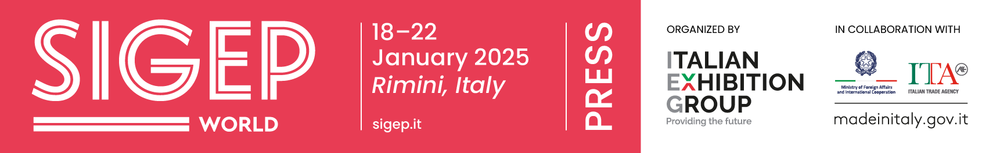 SIGEP
WORLD
18–22
January 2025
Rimini, Italy
sigep.it
PRESS
ORGANIZED BY
ITALIAN
EXHIBITION
GROUP
Providing the future
IN COLLABORATION WITH
Ministry of Foreign Affairs
and International Cooperation
ITA
ITALIAN TRADE AGENCY
madeinitaly.gov.it